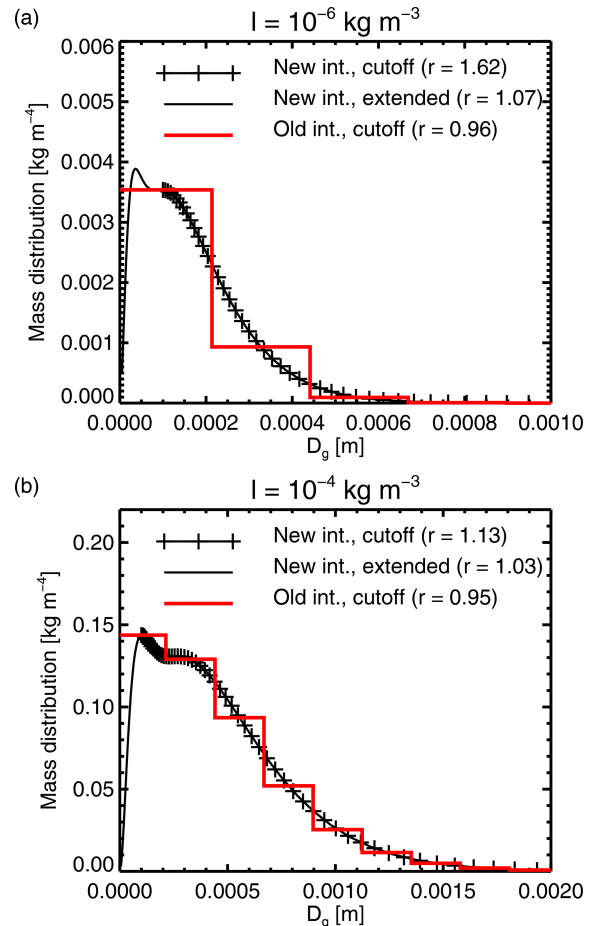 (a)
I = 10⁻⁶ kg m⁻³
0.006
0.005
0.004
0.003
0.002
0.001
0.000
Mass distribution [kg m⁻⁴]
New int., cutoff (r = 1.62)
New int., extended (r = 1.07)
Old int., cutoff (r = 0.96)
0.0000 0.0002 0.0004 0.0006 0.0008 0.0010
D_g [m]
(b)
I = 10⁻⁴ kg m⁻³
0.20
0.15
0.10
0.05
0.00
Mass distribution [kg m⁻⁴]
New int., cutoff (r = 1.13)
New int., extended (r = 1.03)
Old int., cutoff (r = 0.95)
0.0000 0.0005 0.0010 0.0015 0.0020
D_g [m]